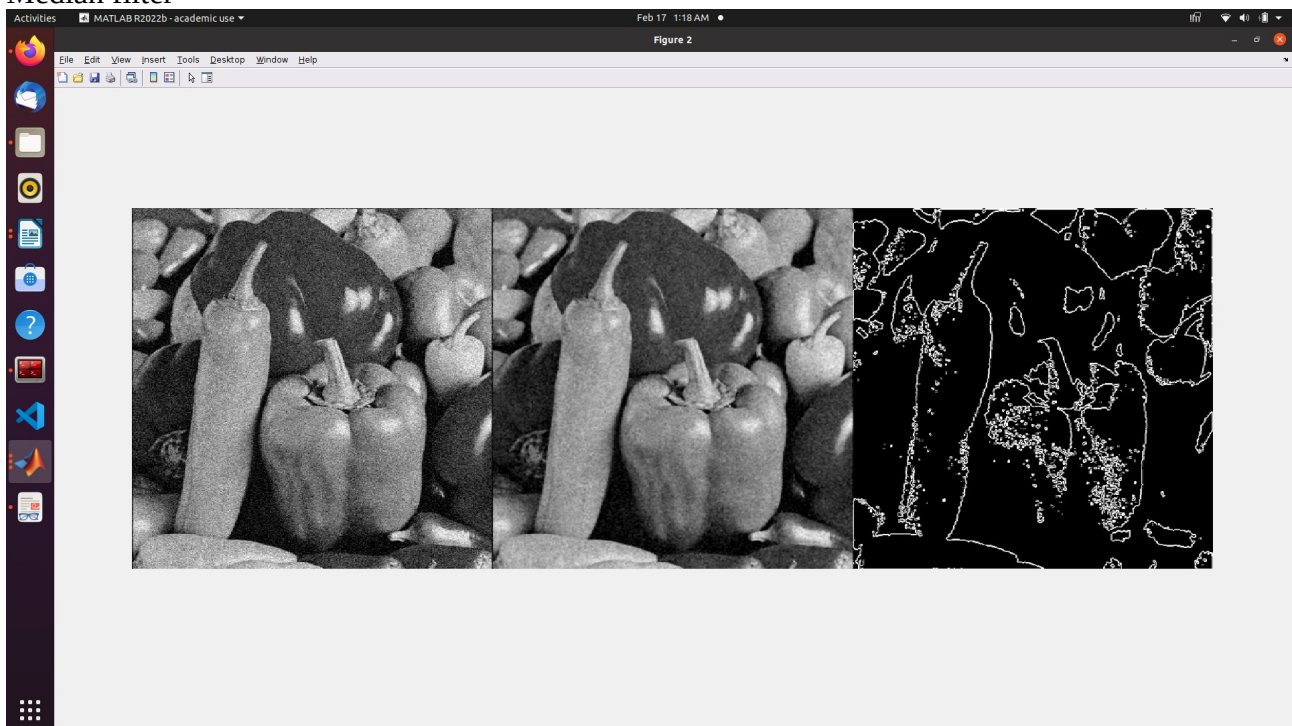 Median filter
Activities MATLAB R2022b - academic use Feb 17 1:18 AM
Figure 2
File Edit View Insert Tools Desktop Window Help